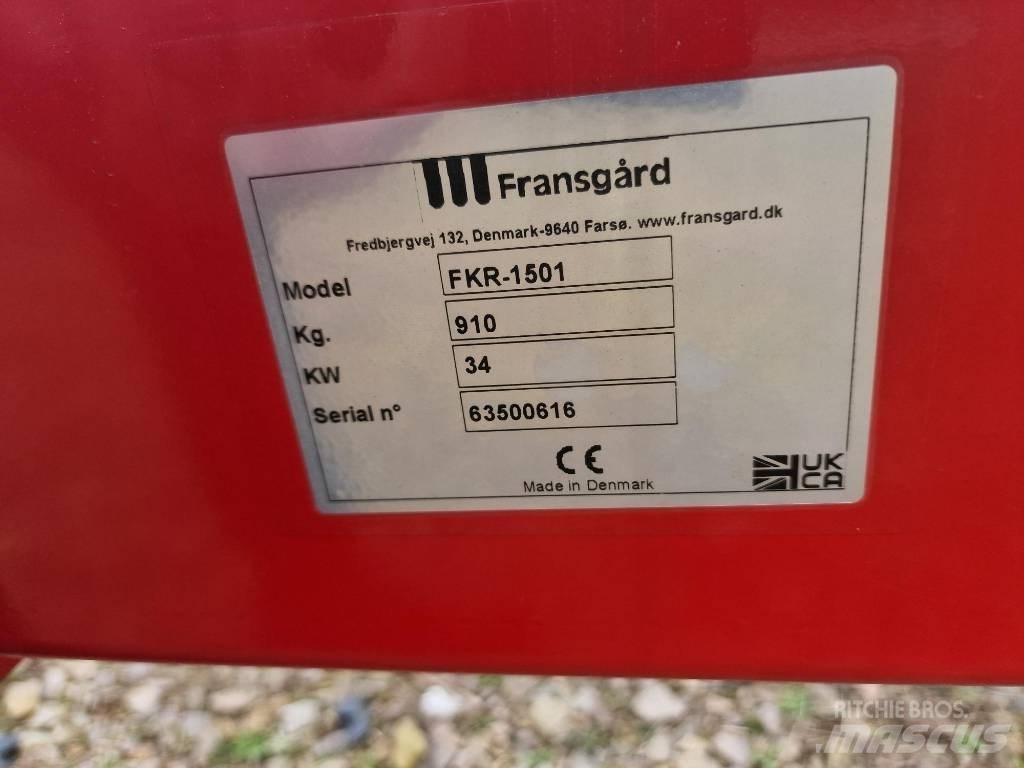 Fransgård
Fredbjergvej 132, Denmark-9640 Farsø. www.fransgard.dk
Model FKR-1501
Kg. 910
KW 34
Serial n° 63500616
CE
Made in Denmark
UK
CA
RITCHIE BROS.
MASCUS